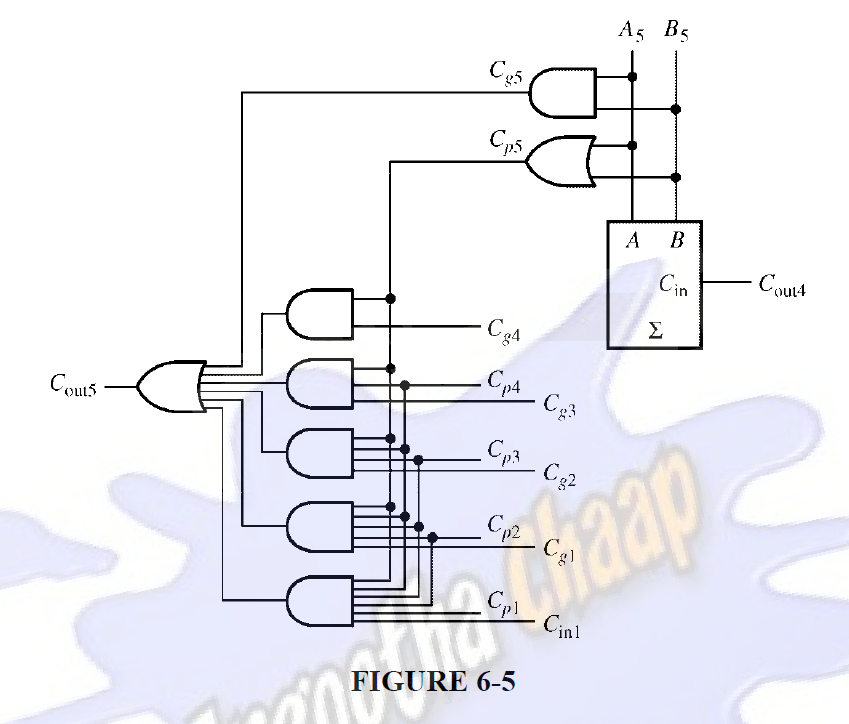 A5 B5
Cg5
Cp5
A B
Cin
Cout4
Σ
Cg4
Cp4
Cout5
Cg3
Cp3
Cg2
Cp2
Cg1
Cp1
Cin1
chaap
FIGURE 6-5